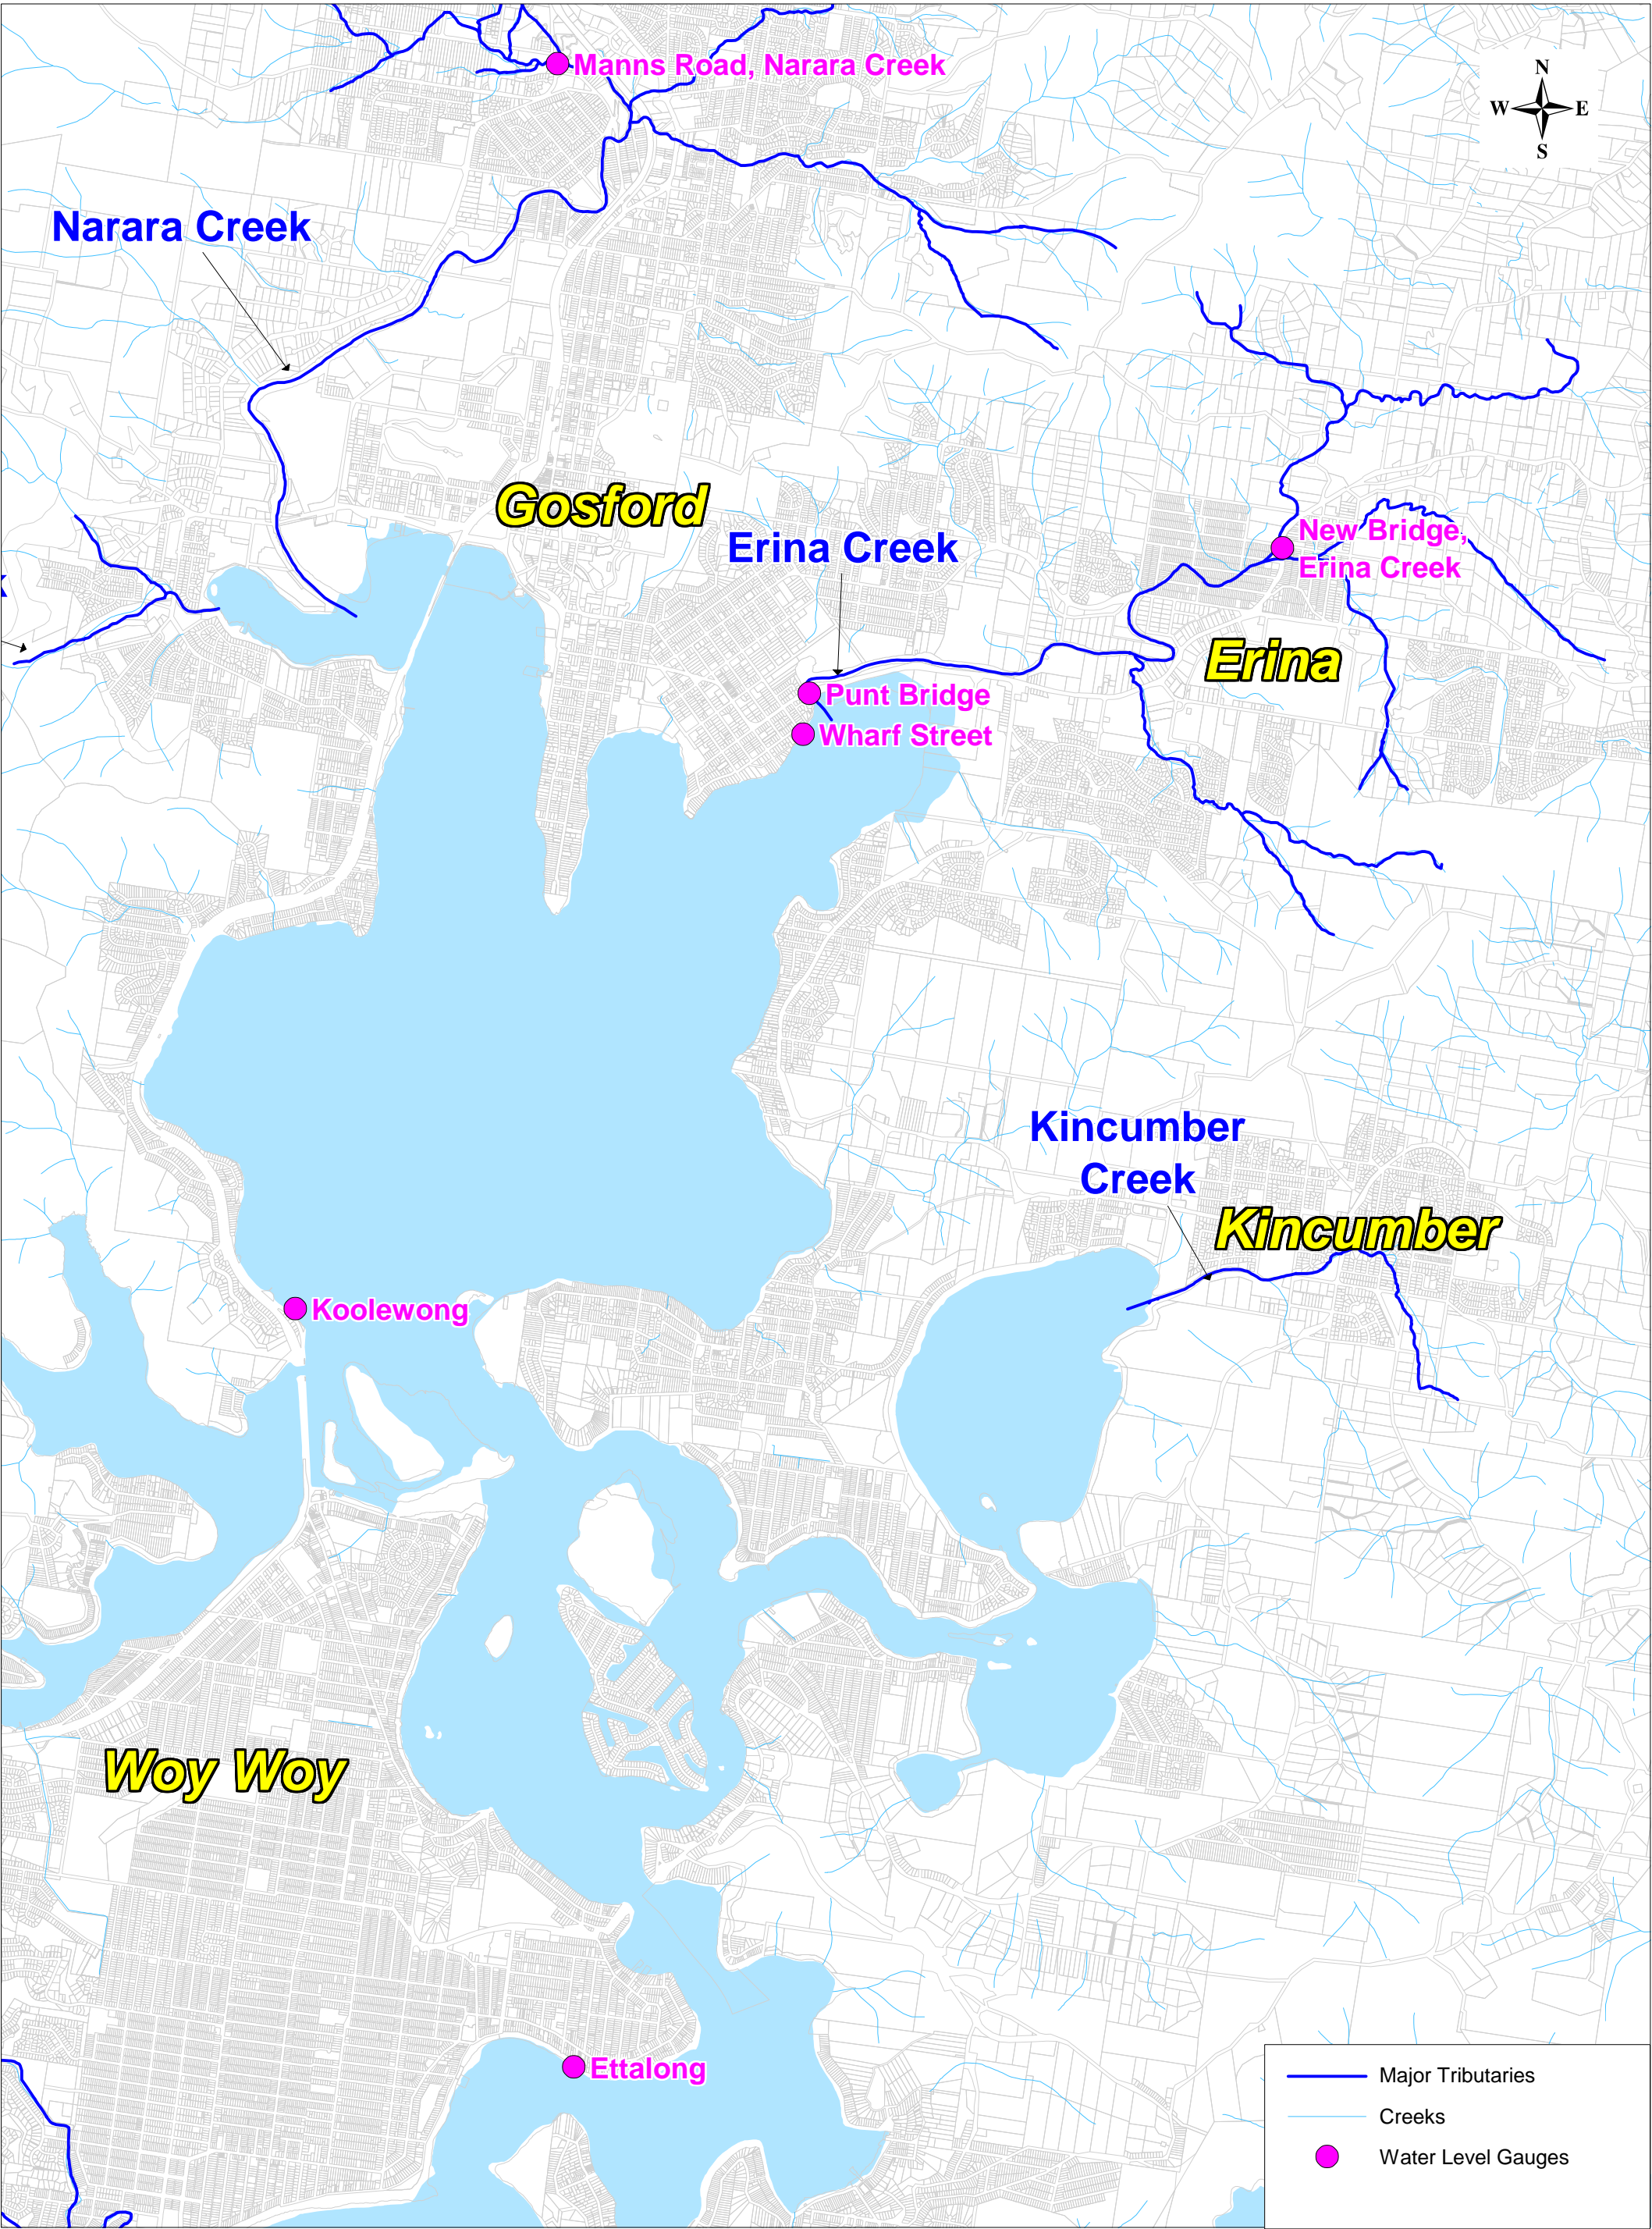 Manns Road, Narara Creek
N
W E
S
Narara Creek
Gosford
Erina Creek
New Bridge,
Erina Creek
Erina
Punt Bridge
Wharf Street
Kincumber
Creek
Kincumber
Koolewong
Woy Woy
Ettalong
Major Tributaries
Creeks
Water Level Gauges